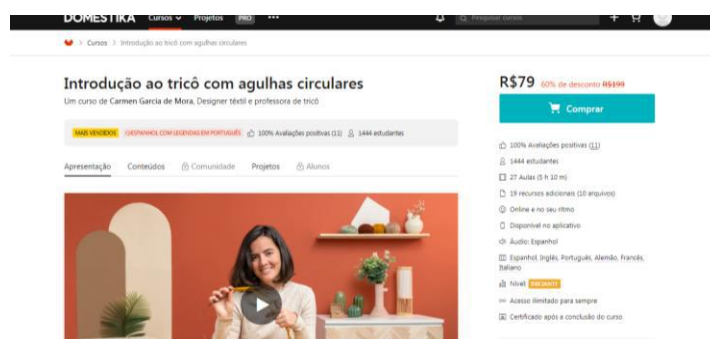 DOMESTIKA Cursos Projetos PRO ••• Pesquisar cursos
> Cursos > Introdução ao tricô com agulhas circulares
Introdução ao tricô com agulhas circulares
Um curso de Carmen García de Mora, Designer têxtil e professora de tricô
MAIS VENDIDOS ESPANHOL COM LEGENDAS EM PORTUGUÊS 100% Avaliações positivas (11) 1444 estudantes
Apresentação Conteúdos Comunidade Projetos Alunos
R$79 60% de desconto R$199
Comprar
100% Avaliações positivas (11)
1444 estudantes
27 Aulas (5 h 10 m)
19 recursos adicionais (10 arquivos)
Online e no seu ritmo
Disponível no aplicativo
Áudio: Espanhol
Espanhol, Inglês, Português, Alemão, Francês,
Italiano
Nível: INICIANTE
Acesso ilimitado para sempre
Certificado após a conclusão do curso